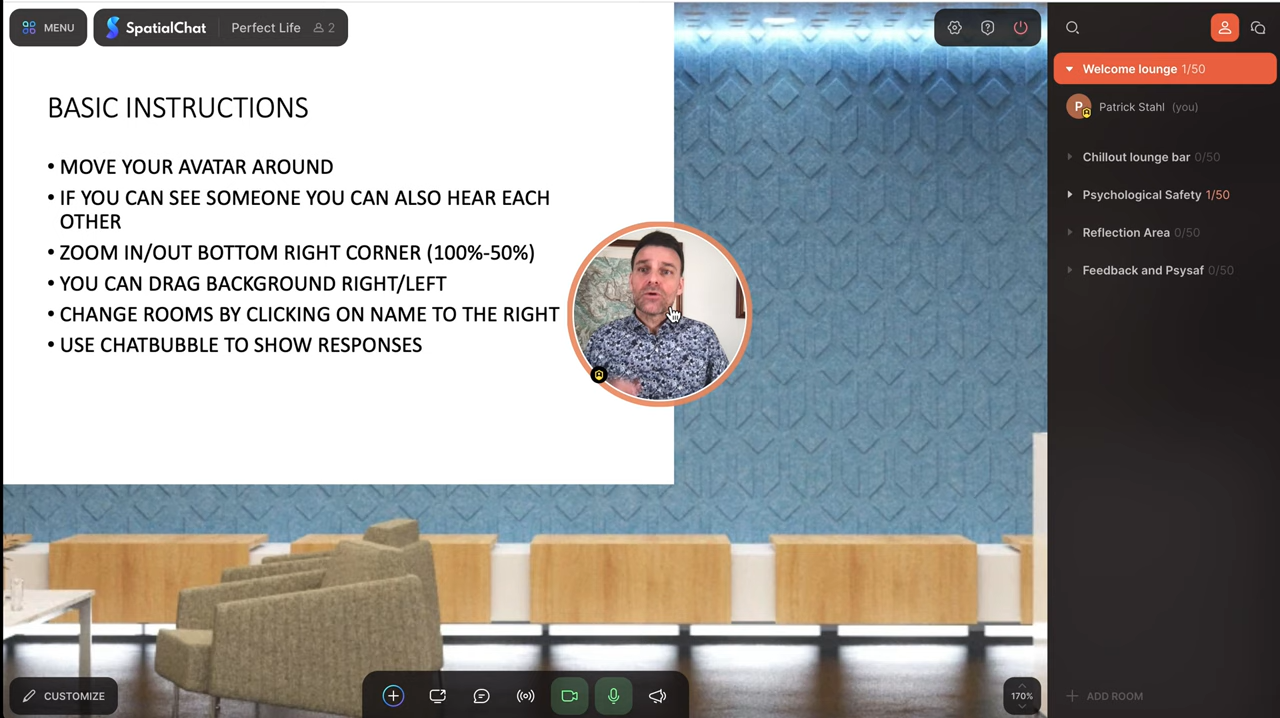 MENU
SpatialChat
Perfect Life
2
BASIC INSTRUCTIONS
• MOVE YOUR AVATAR AROUND
• IF YOU CAN SEE SOMEONE YOU CAN ALSO HEAR EACH
OTHER
• ZOOM IN/OUT BOTTOM RIGHT CORNER (100%-50%)
• YOU CAN DRAG BACKGROUND RIGHT/LEFT
• CHANGE ROOMS BY CLICKING ON NAME TO THE RIGHT
• USE CHATBUBBLE TO SHOW RESPONSES
CUSTOMIZE
170%
Welcome lounge 1/50
P
Patrick Stahl (you)
Chillout lounge bar 0/50
Psychological Safety 1/50
Reflection Area 0/50
Feedback and Psysaf 0/50
ADD ROOM